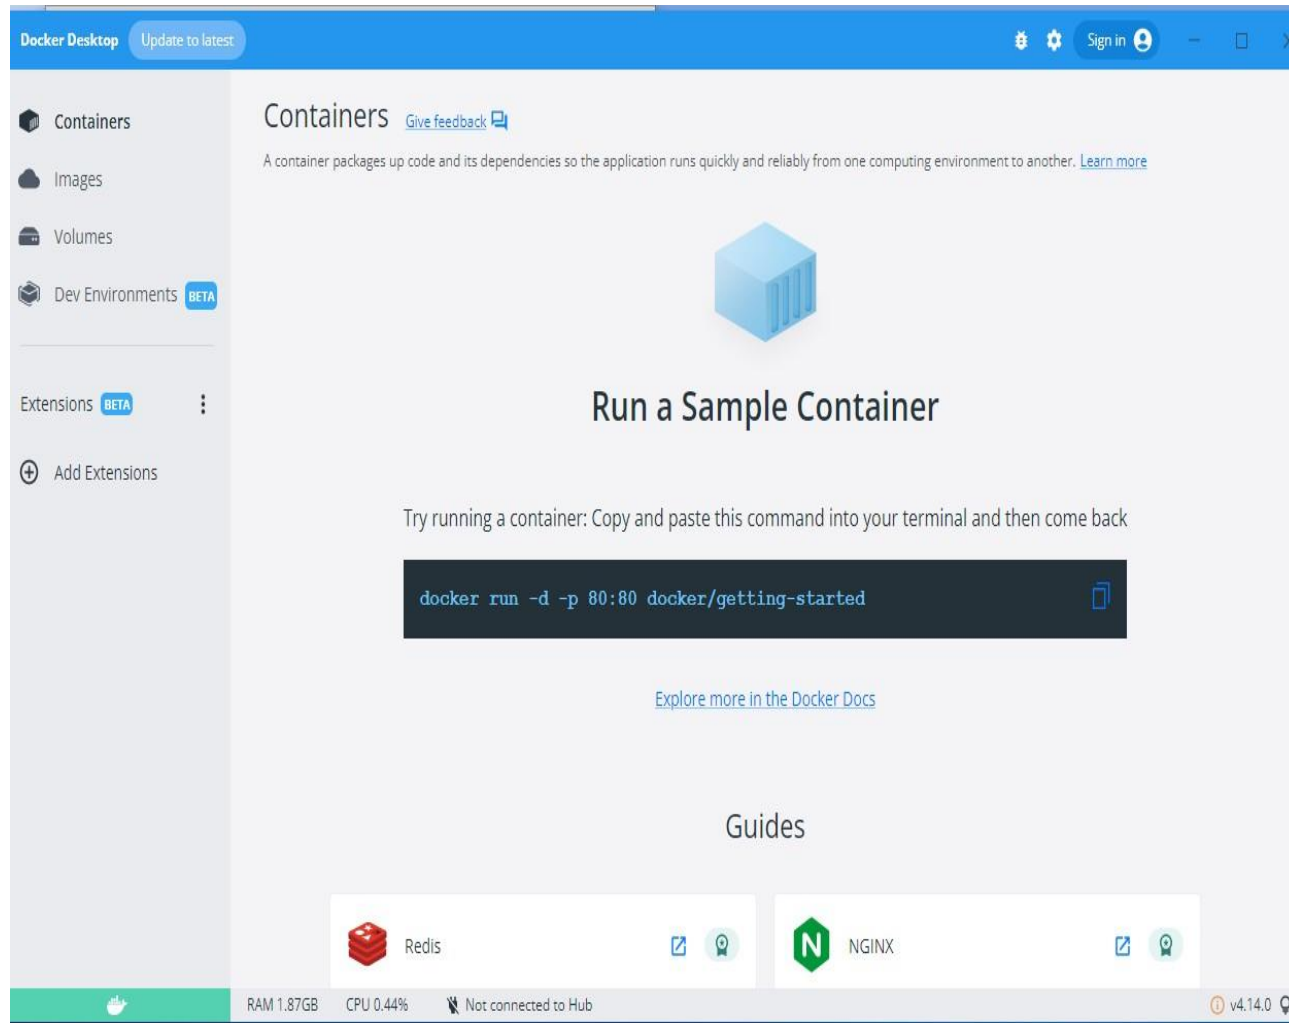 Docker Desktop Update to latest Sign in
Containers
Images
Volumes
Dev Environments BETA
Extensions BETA
Add Extensions
Containers Give feedback
A container packages up code and its dependencies so the application runs quickly and reliably from one computing environment to another. Learn more
Run a Sample Container
Try running a container: Copy and paste this command into your terminal and then come back
docker run -d -p 80:80 docker/getting-started
Explore more in the Docker Docs
Guides
Redis
N NGINX
RAM 1.87GB CPU 0.44% Not connected to Hub v4.14.0